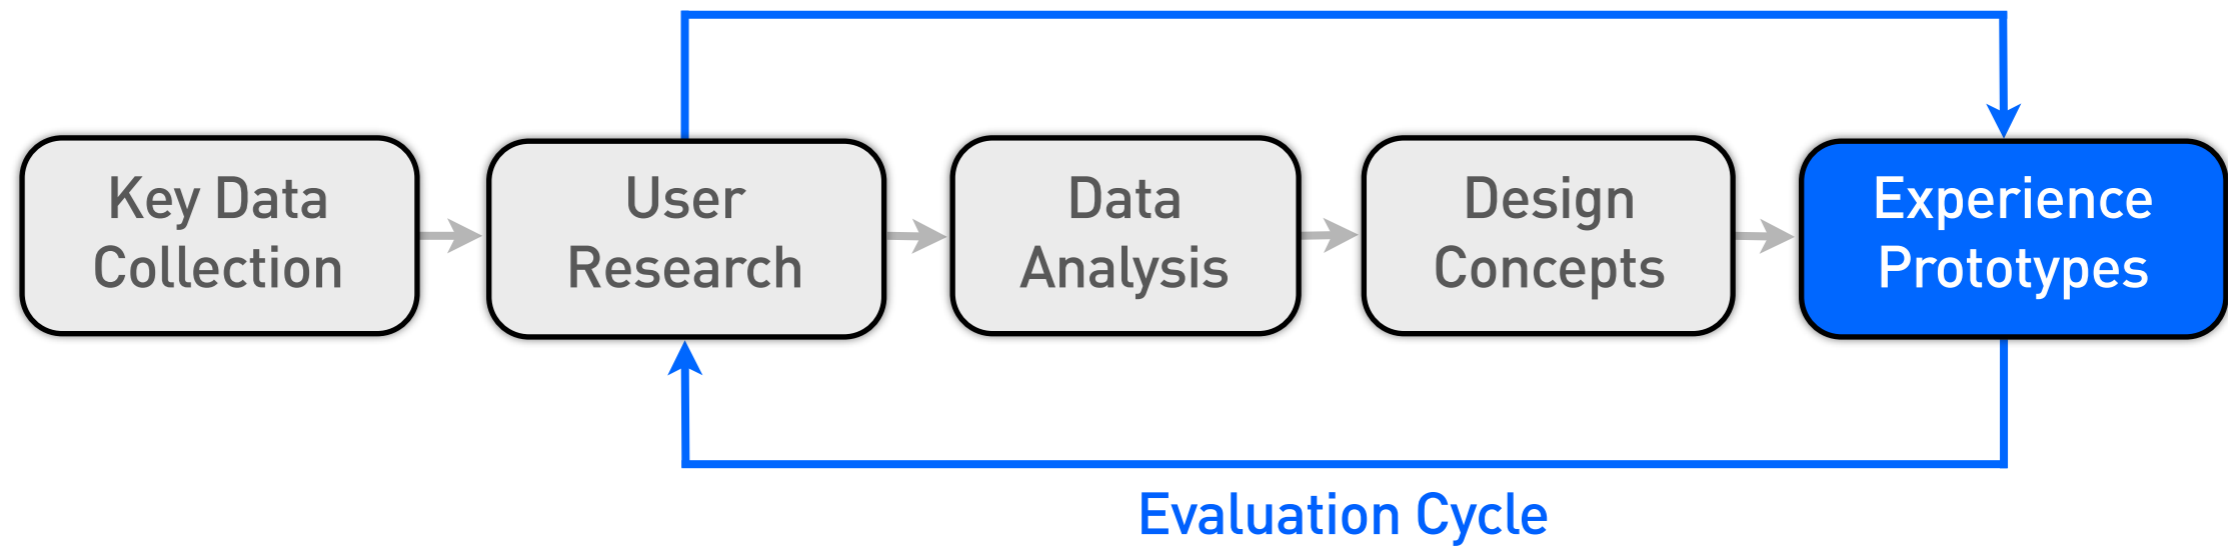 Key Data
Collection
User
Research
Data
Analysis
Design
Concepts
Experience
Prototypes
Evaluation Cycle